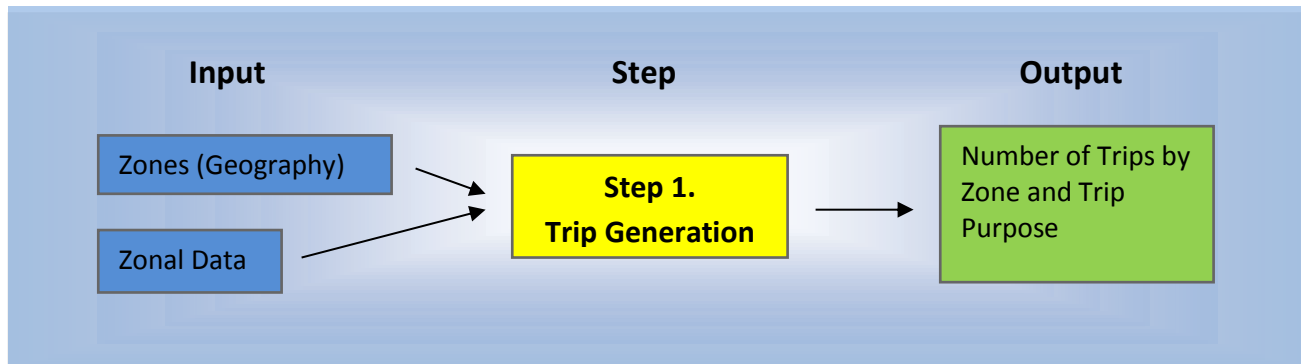 Input
Step
Output
Zones (Geography)
Zonal Data
Step 1.
Trip Generation
Number of Trips by
Zone and Trip
Purpose